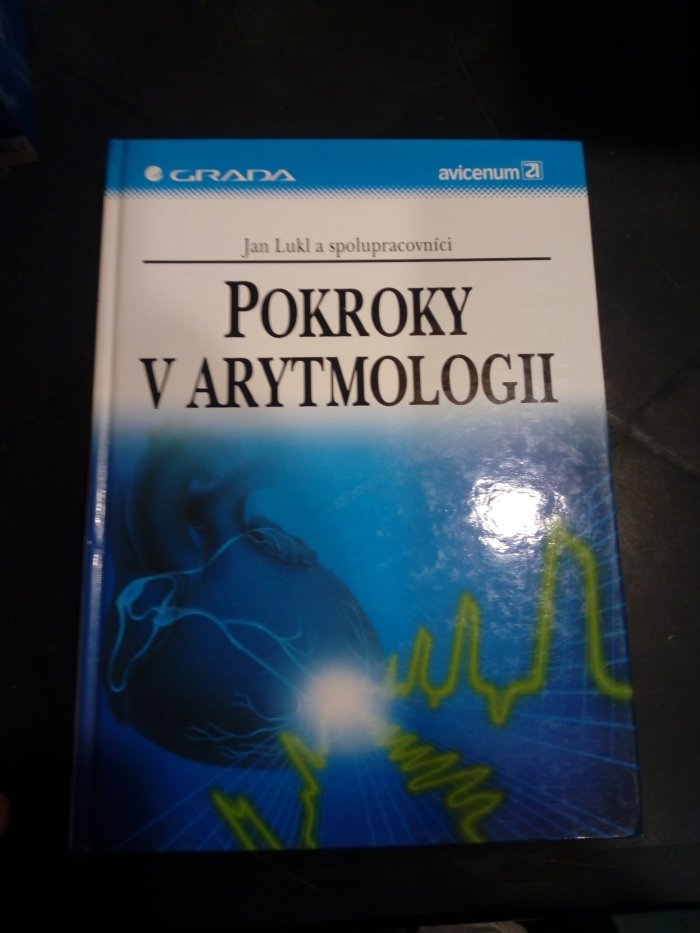 GRADA
avicenum
Jan Lukl a spolupracovníci
POKROKY
V ARYTMOLOGII